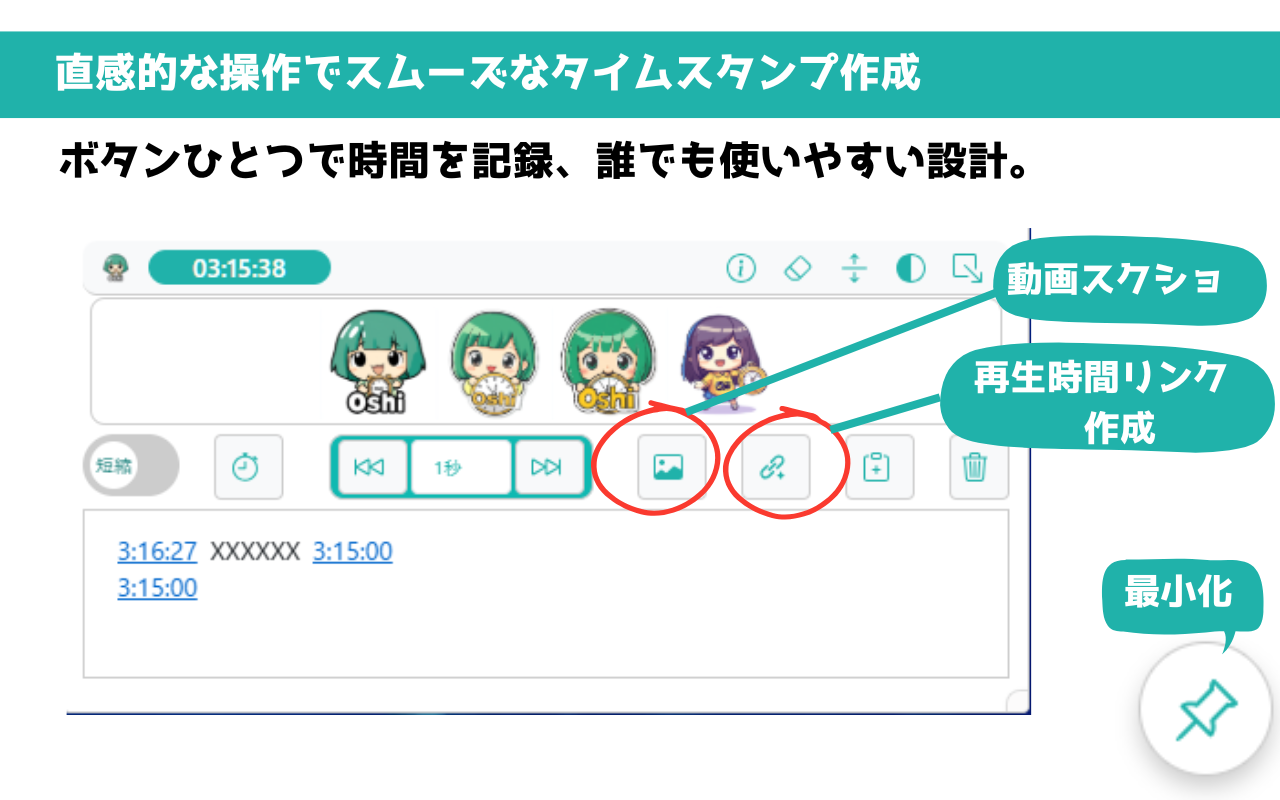 直感的な操作でスムーズなタイムスタンプ作成
ボタンひとつで時間を記録、誰でも使いやすい設計。
03:15:38
動画スクショ
Oshi
Oshi
Oshi
再生時間リンク
作成
短縮
1秒
3:16:27 XXXXXX 3:15:00
3:15:00
最小化